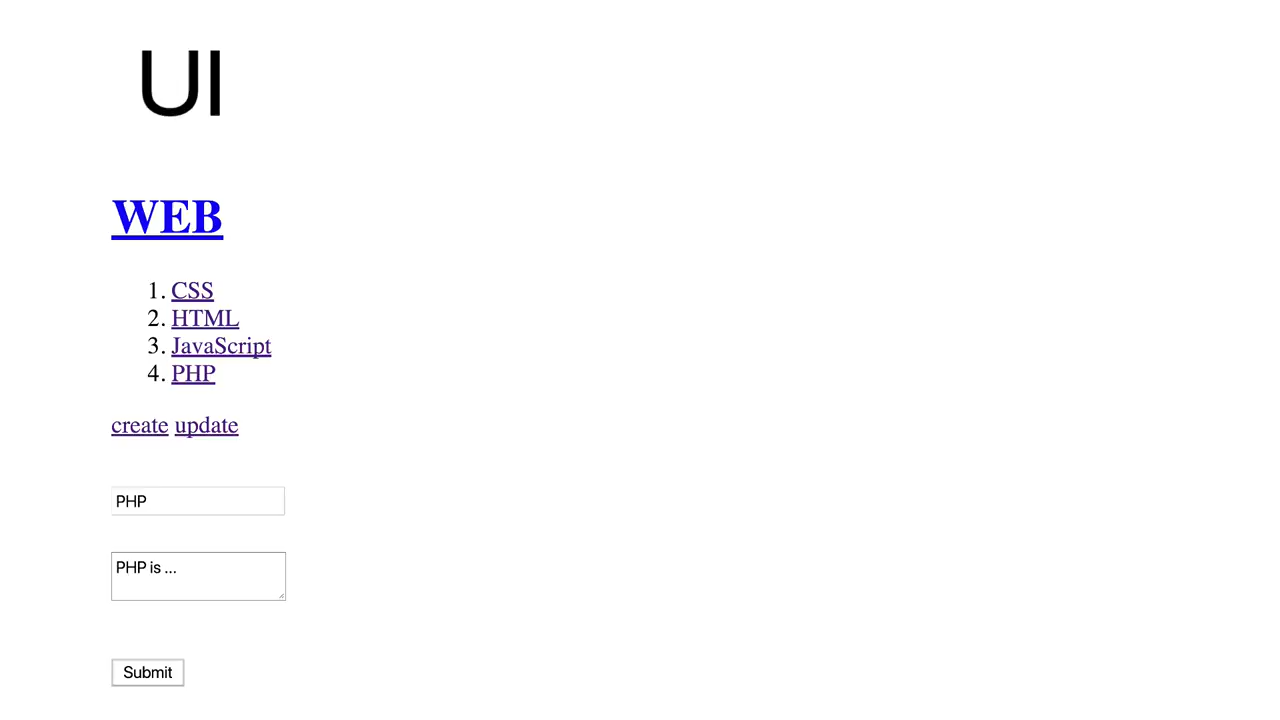 UI
WEB
1. CSS
2. HTML
3. JavaScript
4. PHP
create update
PHP
PHP is ...
Submit